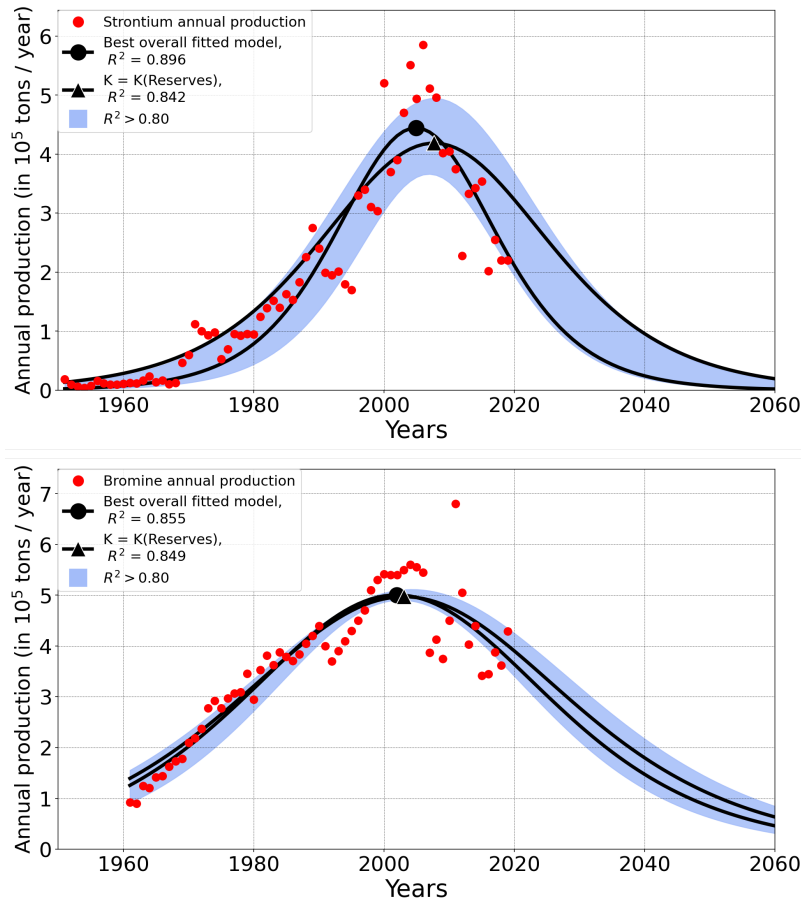 Annual production (in 10⁵ tons / year)
Strontium annual production
Best overall fitted model,
R² = 0.896
K = K(Reserves),
R² = 0.842
R² > 0.80
6
5
4
3
2
1
0
1960 1980 2000 2020 2040 2060
Years
Annual production (in 10⁵ tons / year)
Bromine annual production
Best overall fitted model,
R² = 0.855
K = K(Reserves),
R² = 0.849
R² > 0.80
7
6
5
4
3
2
1
0
1960 1980 2000 2020 2040 2060
Years